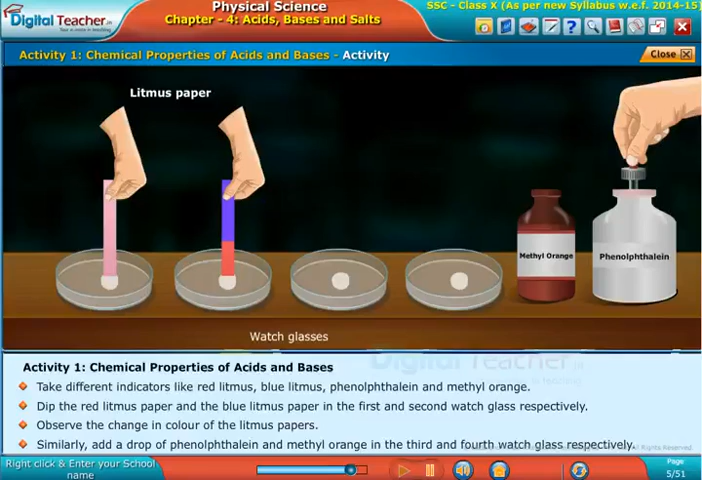 Digital Teacher
Physical Science
Chapter - 4: Acids, Bases and Salts
SSC - Class X (As per new Syllabus w.e.f. 2014-15
Activity 1: Chemical Properties of Acids and Bases - Activity
Close
Litmus paper
Methyl Orange
Phenolphthalein
Watch glasses
Digital Teacher
Activity 1: Chemical Properties of Acids and Bases
Take different indicators like red litmus, blue litmus, phenolphthalein and methyl orange.
Dip the red litmus paper and the blue litmus paper in the first and second watch glass respectively.
Observe the change in colour of the litmus papers.
Similarly, add a drop of phenolphthalein and methyl orange in the third and fourth watch glass respectively.
Rights Reserved
Right click & Enter your School
name
Page
5/51